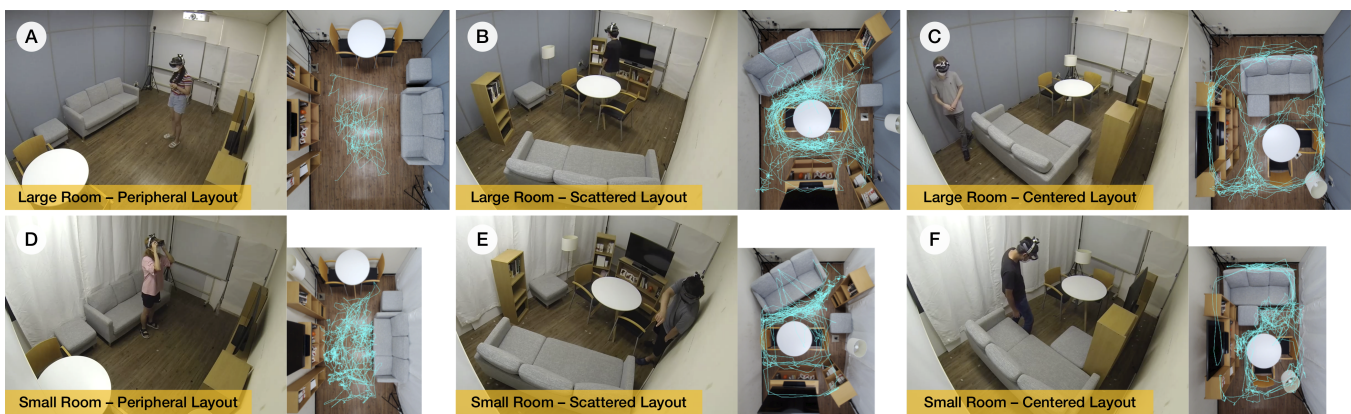 A
Large Room – Peripheral Layout
B
Large Room – Scattered Layout
C
Large Room – Centered Layout
D
Small Room – Peripheral Layout
E
Small Room – Scattered Layout
F
Small Room – Centered Layout